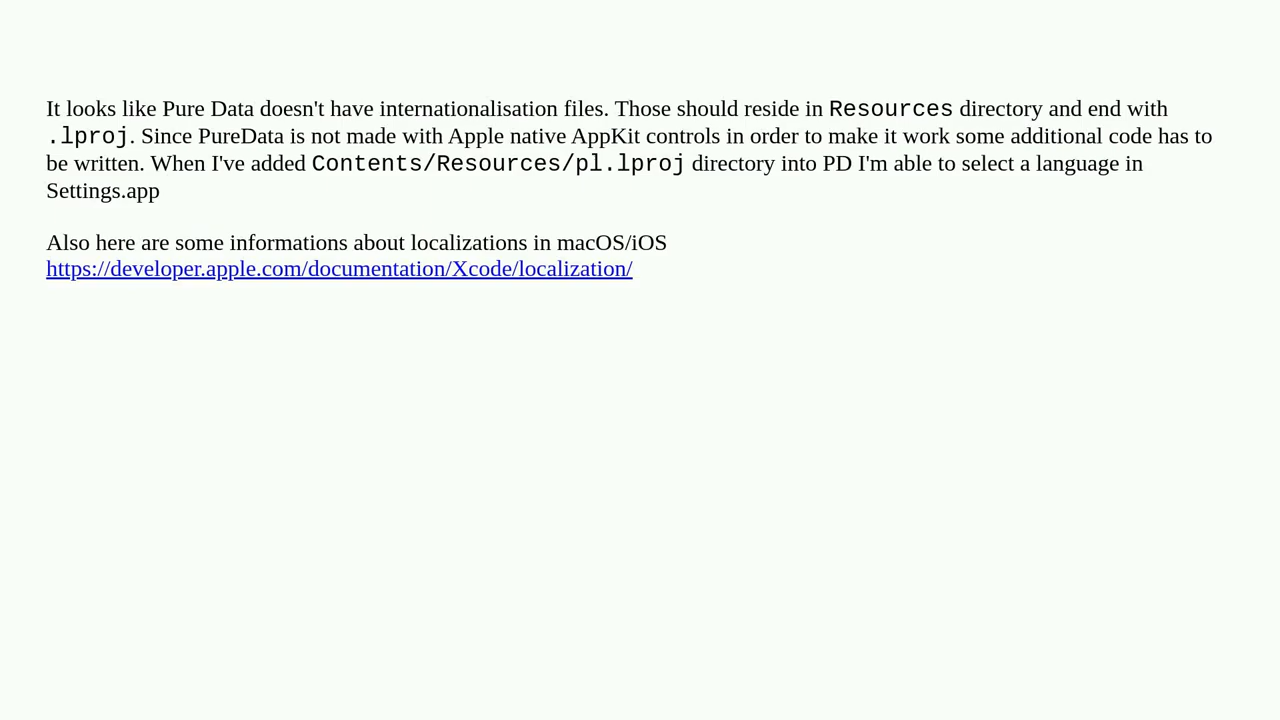 It looks like Pure Data doesn't have internationalisation files. Those should reside in Resources directory and end with
.lproj. Since PureData is not made with Apple native AppKit controls in order to make it work some additional code has to
be written. When I've added Contents/Resources/pl.lproj directory into PD I'm able to select a language in
Settings.app
Also here are some informations about localizations in macOS/iOS
https://developer.apple.com/documentation/Xcode/localization/